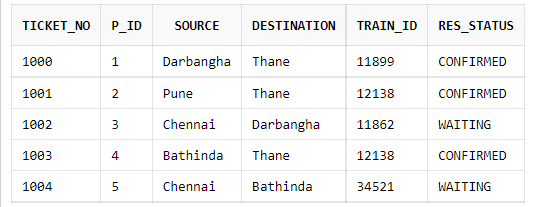 TICKET_NO P_ID SOURCE DESTINATION TRAIN_ID RES_STATUS
1000 1 Darbangha Thane 11899 CONFIRMED
1001 2 Pune Thane 12138 CONFIRMED
1002 3 Chennai Darbangha 11862 WAITING
1003 4 Bathinda Thane 12138 CONFIRMED
1004 5 Chennai Bathinda 34521 WAITING